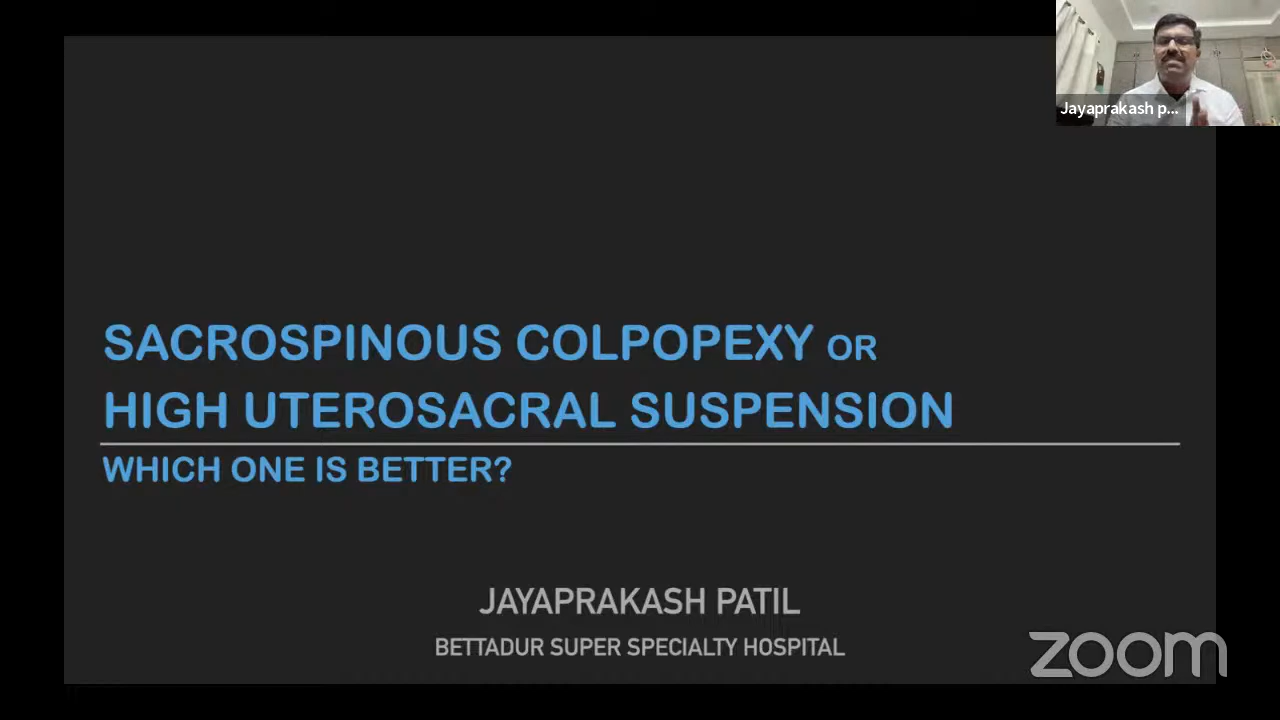 Jayaprakash p...
SACROSPINOUS COLPOPEXY OR
HIGH UTEROSACRAL SUSPENSION
WHICH ONE IS BETTER?
JAYAPRAKASH PATIL
BETTADUR SUPER SPECIALTY HOSPITAL
zoom